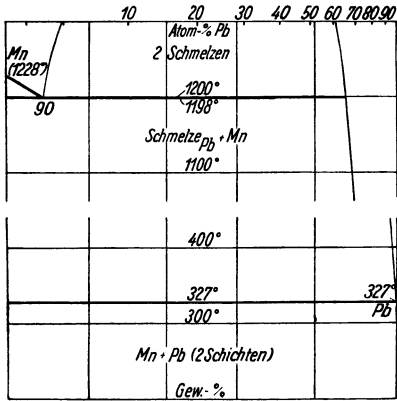 10 20 30 40 50 60 70 80 90
Atom-% Pb
2 Schmelzen
Mn
(1228°)
1200°
1198°
90
Schmelze Pb + Mn
1100°
400°
327° 327°
Pb
300°
Mn + Pb (2 Schichten)
Gew.-%